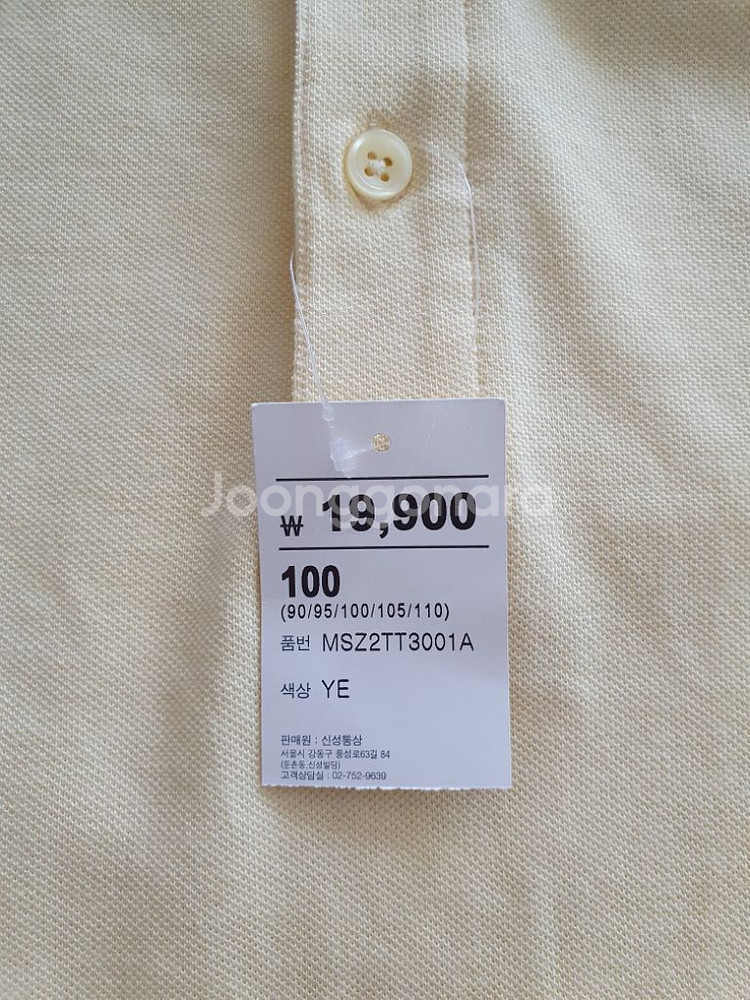 Joonggonara
₩ 19,900
100
(90/95/100/105/110)
품번 MSZ2TT3001A
색상 YE
판매원 : 신성통상
서울시 강동구 풍성로63길 84
(둔촌동,신성빌딩)
고객상담실 : 02-752-9639